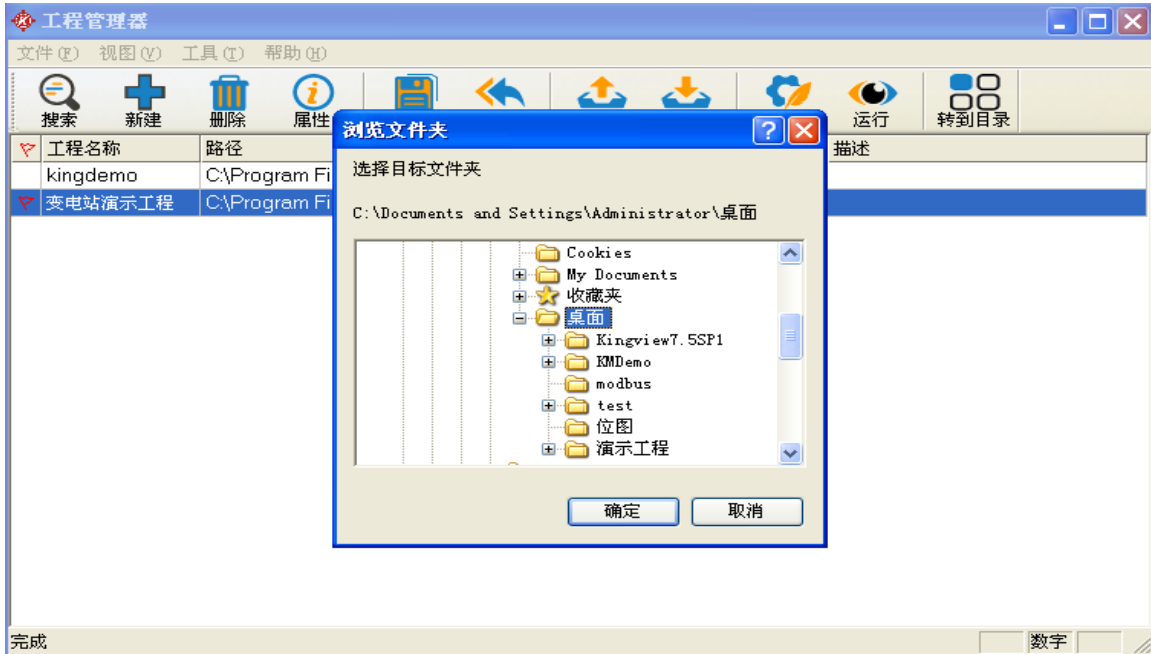 工程管理器
文件(F) 视图(V) 工具(T) 帮助(H)
搜索 新建 删除 属性 运行 转到目录
工程名称 路径 描述
kingdemo C:\Program Fi
变电站演示工程 C:\Program Fi
浏览文件夹
选择目标文件夹
C:\Documents and Settings\Administrator\桌面
Cookies
My Documents
收藏夹
桌面
Kingview7.5SP1
KMDemo
modbus
test
位图
演示工程
确定 取消
完成 数字